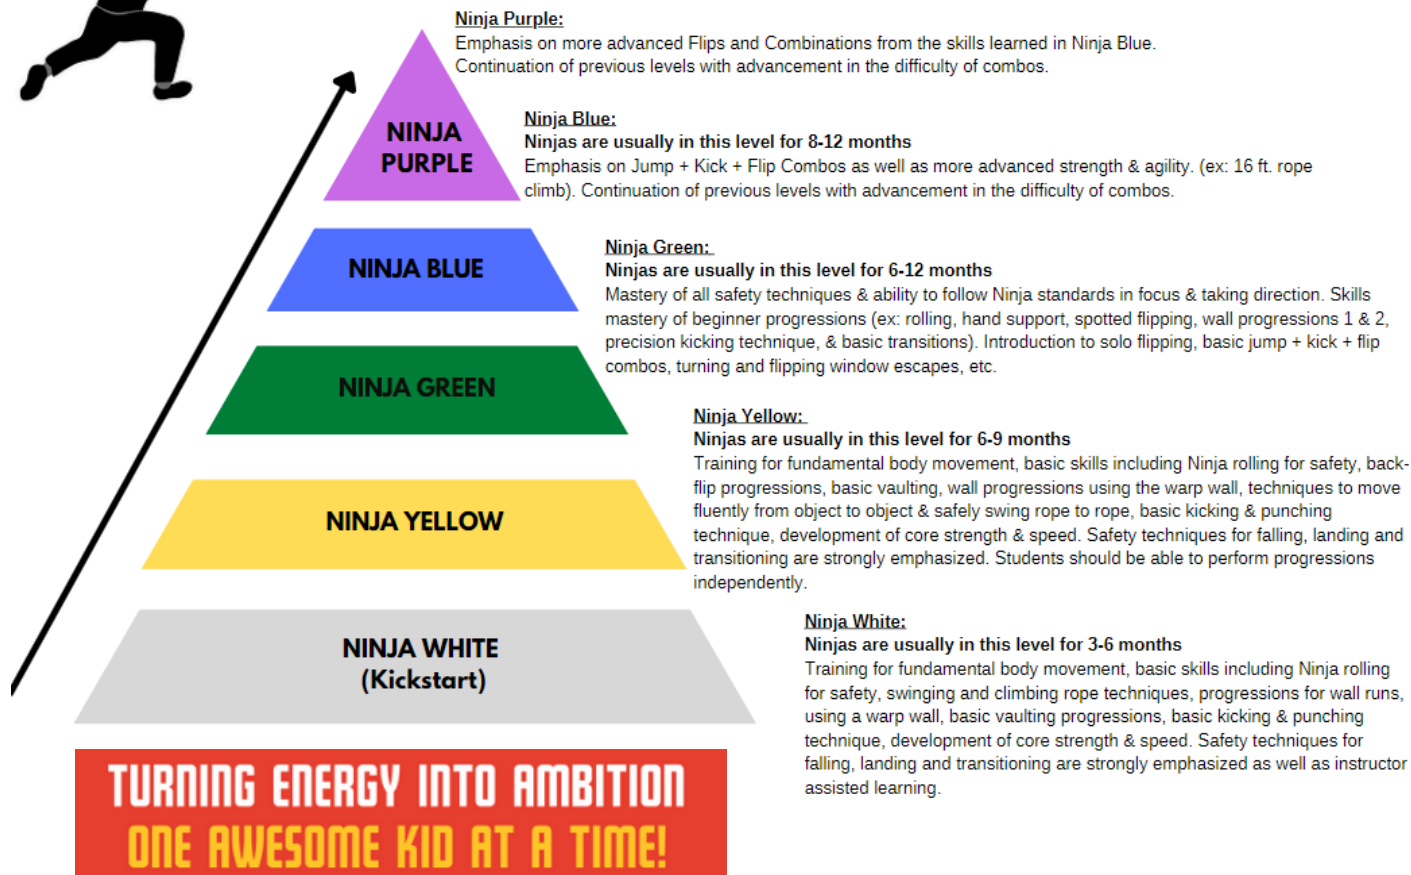 Ninja Purple:
Emphasis on more advanced Flips and Combinations from the skills learned in Ninja Blue.
Continuation of previous levels with advancement in the difficulty of combos.
NINJA
PURPLE
Ninja Blue:
Ninjas are usually in this level for 8-12 months
Emphasis on Jump + Kick + Flip Combos as well as more advanced strength & agility. (ex: 16 ft. rope
climb). Continuation of previous levels with advancement in the difficulty of combos.
NINJA BLUE
Ninja Green:
Ninjas are usually in this level for 6-12 months
Mastery of all safety techniques & ability to follow Ninja standards in focus & taking direction. Skills
mastery of beginner progressions (ex: rolling, hand support, spotted flipping, wall progressions 1 & 2,
precision kicking technique, & basic transitions). Introduction to solo flipping, basic jump + kick + flip
combos, turning and flipping window escapes, etc.
NINJA GREEN
Ninja Yellow:
Ninjas are usually in this level for 6-9 months
Training for fundamental body movement, basic skills including Ninja rolling for safety, back-
flip progressions, basic vaulting, wall progressions using the warp wall, techniques to move
fluently from object to object & safely swing rope to rope, basic kicking & punching
technique, development of core strength & speed. Safety techniques for falling, landing and
transitioning are strongly emphasized. Students should be able to perform progressions
independently.
NINJA YELLOW
Ninja White:
Ninjas are usually in this level for 3-6 months
Training for fundamental body movement, basic skills including Ninja rolling
for safety, swinging and climbing rope techniques, progressions for wall runs,
using a warp wall, basic vaulting progressions, basic kicking & punching
technique, development of core strength & speed. Safety techniques for
falling, landing and transitioning are strongly emphasized as well as instructor
assisted learning.
NINJA WHITE
(Kickstart)
TURNING ENERGY INTO AMBITION
ONE AWESOME KID AT A TIME!